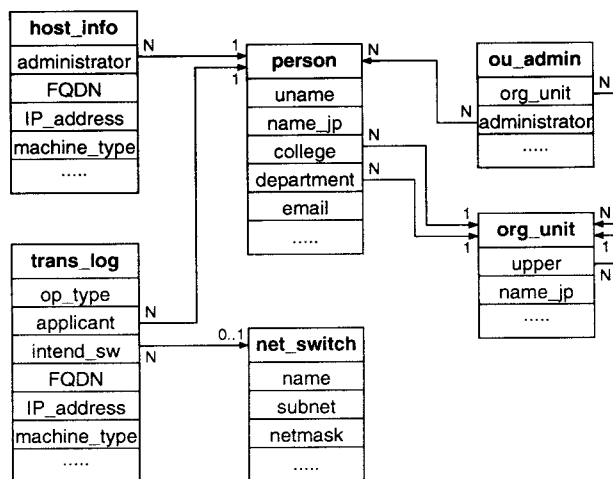 host_info
administrator
FQDN
IP_address
machine_type
.....
N
1
1
person
uname
name_jp
college
department
email
.....
N
N
N
ou_admin
org_unit
administrator
.....
N
N
1
1
org_unit
upper
name_jp
.....
N
1
N
trans_log
op_type
applicant
intend_sw
FQDN
IP_address
machine_type
.....
N
N
0..1
net_switch
name
subnet
netmask
.....